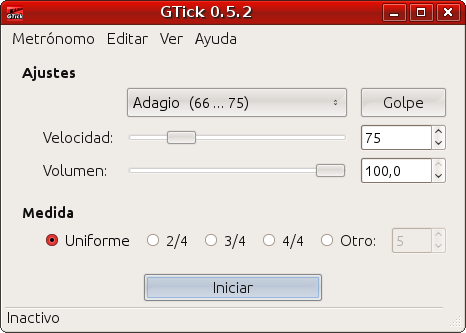 GTick 0.5.2
Metrónomo Editar Ver Ayuda
Ajustes
Adagio (66 ... 75) Golpe
Velocidad: 75
Volumen: 100,0
Medida
Uniforme 2/4 3/4 4/4 Otro: 5
Iniciar
Inactivo